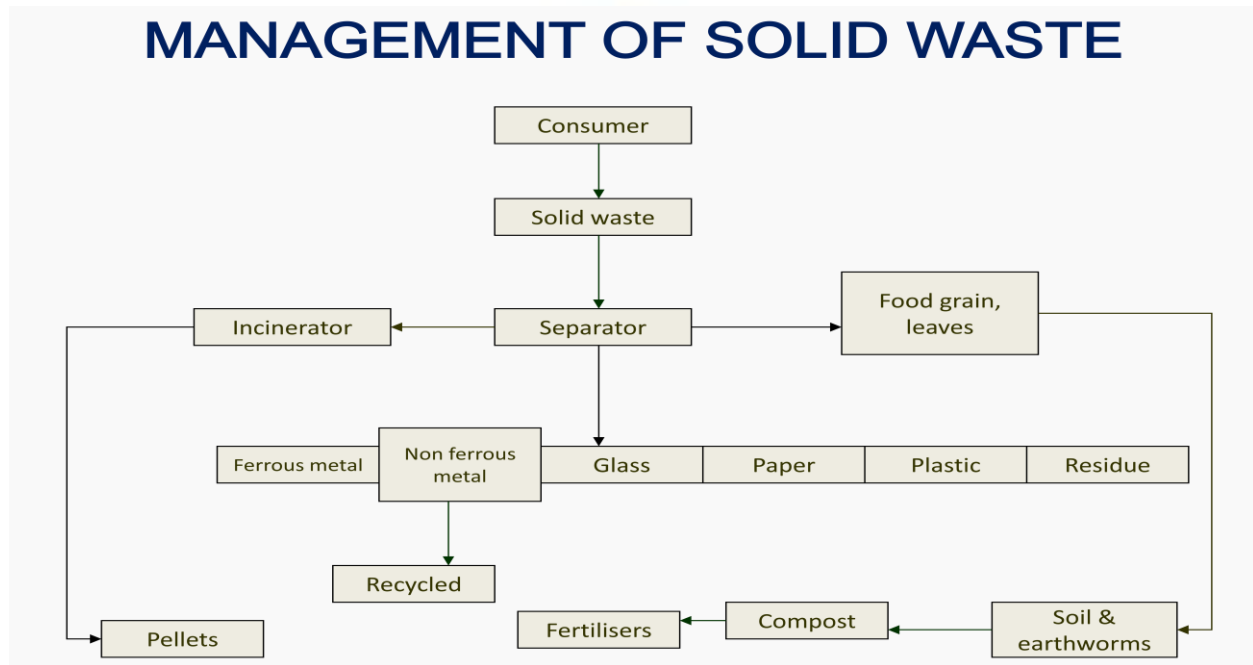 MANAGEMENT OF SOLID WASTE
Consumer
Solid waste
Incinerator
Separator
Food grain,
leaves
Ferrous metal
Non ferrous
metal
Glass
Paper
Plastic
Residue
Recycled
Pellets
Fertilisers
Compost
Soil &
earthworms